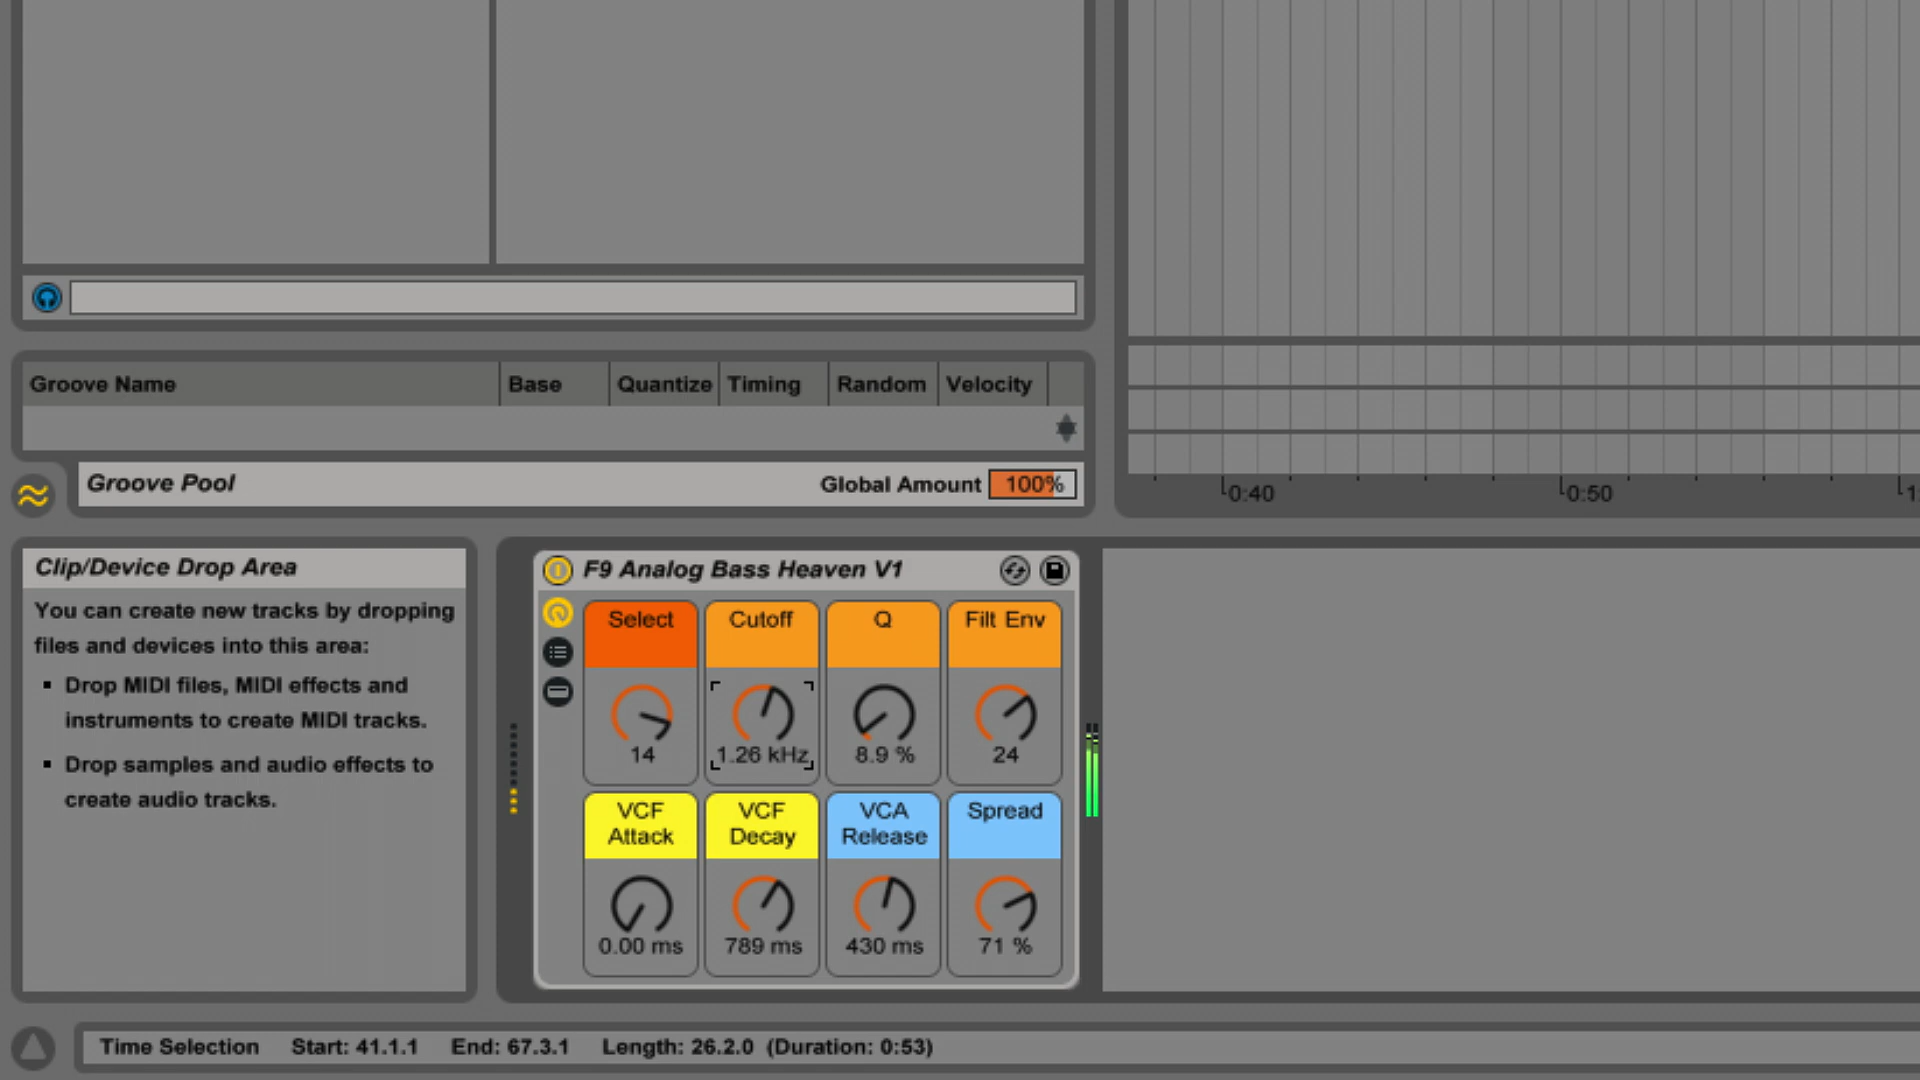 Groove Name Base Quantize Timing Random Velocity
Groove Pool Global Amount 100%
0:40 0:50
Clip/Device Drop Area
You can create new tracks by dropping
files and devices into this area:
▪ Drop MIDI files, MIDI effects and
instruments to create MIDI tracks.
▪ Drop samples and audio effects to
create audio tracks.
F9 Analog Bass Heaven V1
Select Cutoff Q Filt Env
14 1.26 kHz 8.9 % 24
VCF Attack
VCF Decay
VCA Release
Spread
0.00 ms 789 ms 430 ms 71 %
Time Selection Start: 41.1.1 End: 67.3.1 Length: 26.2.0 (Duration: 0:53)